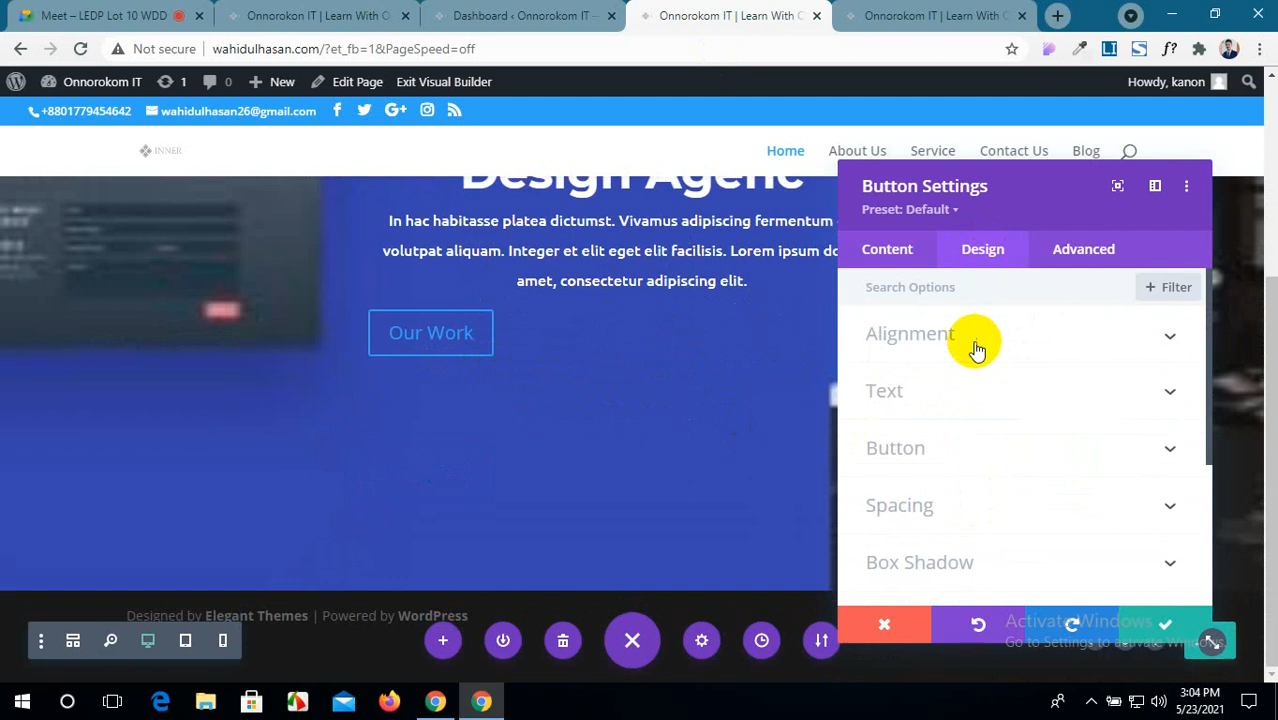 Meet – LEDP Lot 10 WDD
Onnorokom IT | Learn With O
Dashboard ‹ Onnorokom IT —
Onnorokom IT | Learn With O
Onnorokom IT | Learn With O
Not secure
wahidulhasan.com/?et_fb=1&PageSpeed=off
Onnorokom IT
1
0
New
Edit Page
Exit Visual Builder
Howdy, kanon
+8801779454642
wahidulhasan26@gmail.com
INNER
Home
About Us
Service
Contact Us
Blog
Design Agenc
In hac habitasse platea dictumst. Vivamus adipiscing fermentum
volutpat aliquam. Integer et elit eget elit facilisis. Lorem ipsum do
amet, consectetur adipiscing elit.
Our Work
Button Settings
Preset: Default
Content
Design
Advanced
Search Options
+ Filter
Alignment
Text
Button
Spacing
Box Shadow
Designed by Elegant Themes | Powered by WordPress
Activate Windows
Go to Settings to activate Windows.
3:04 PM
5/23/2021